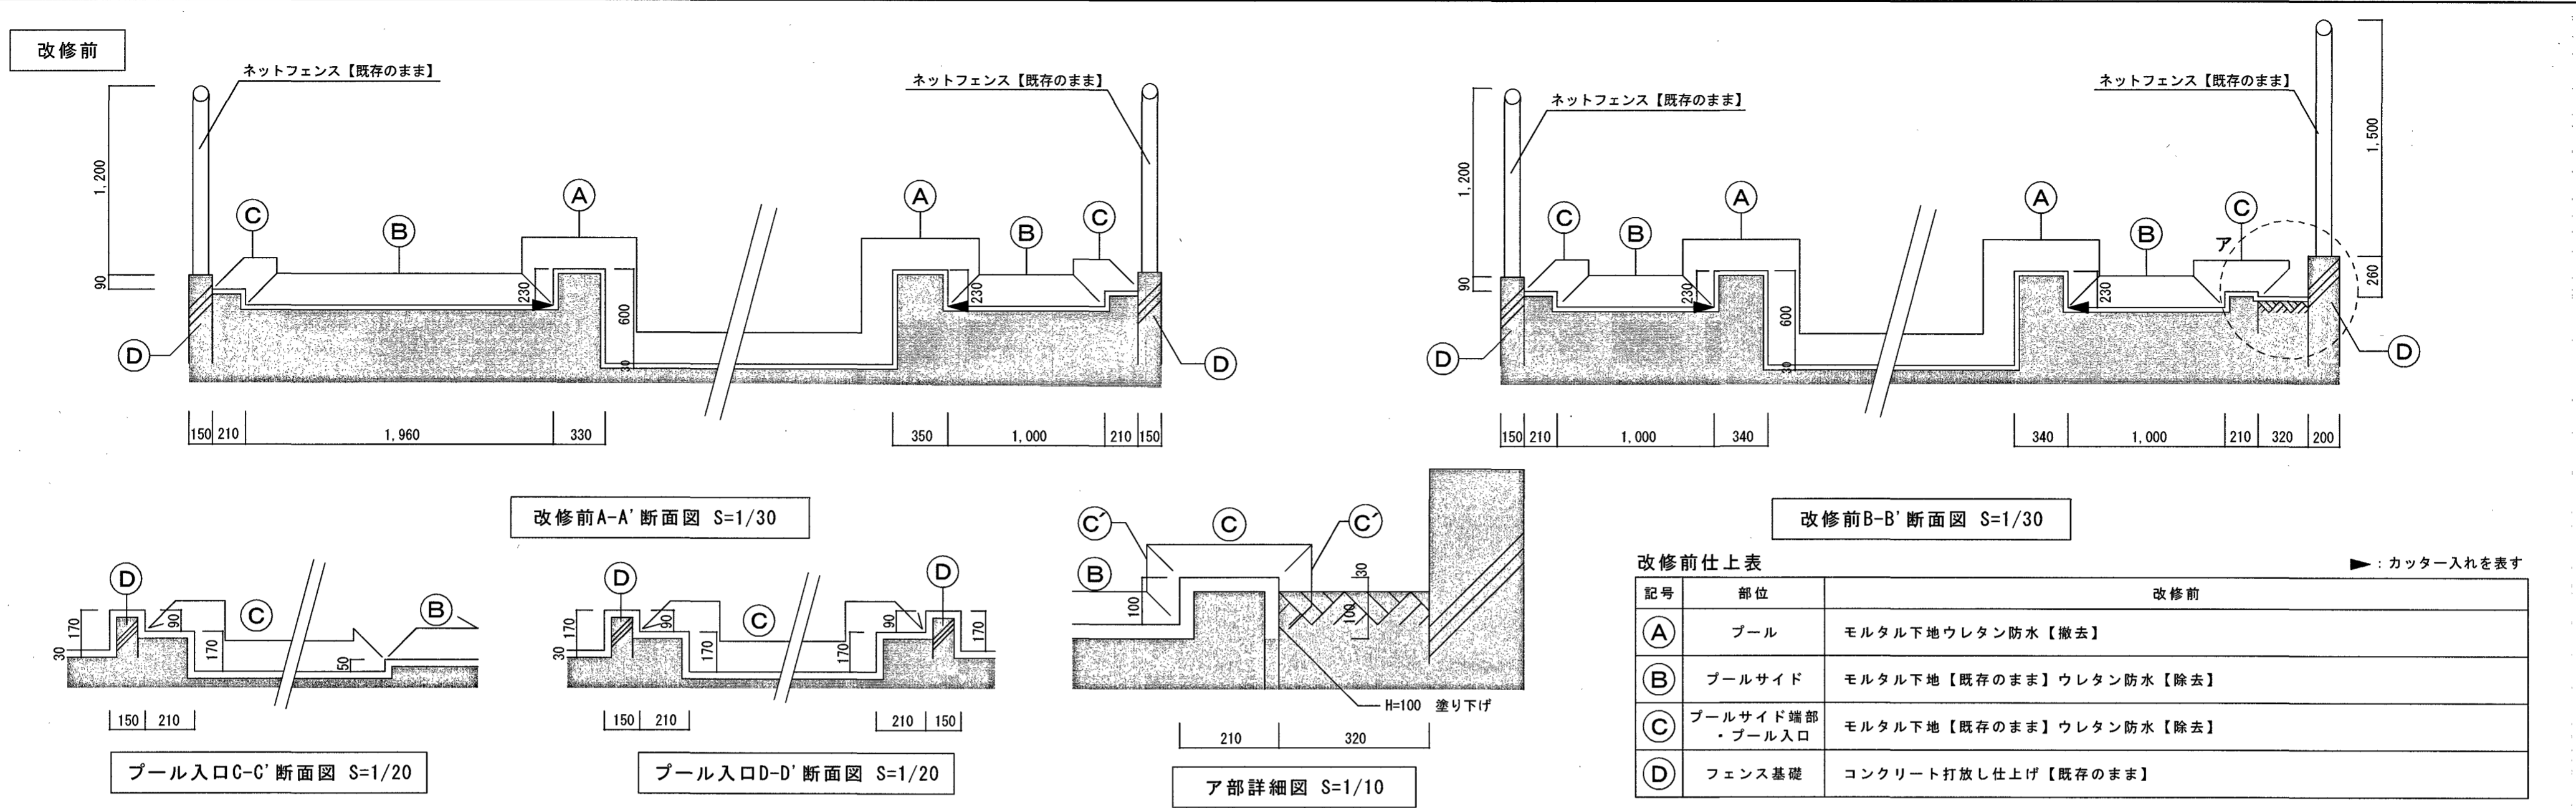 改修前
ネットフェンス【既存のまま】
ネットフェンス【既存のまま】
1,200
90
C
B
A
A
B
C
230
600
30
230
D
D
150 210 1,960 330 350 1,000 210 150
改修前A-A'断面図 S=1/30
ネットフェンス【既存のまま】
ネットフェンス【既存のまま】
1,200
90
1,500
260
C
B
A
A
B
C
ア
230
600
30
230
D
D
150 210 1,000 340 340 1,000 210 320 200
改修前B-B'断面図 S=1/30
D
C
B
170
30
90
170
50
150 210
プール入口C-C'断面図 S=1/20
D
C
D
170
30
90
170
170
90
170
150 210 210 150
プール入口D-D'断面図 S=1/20
C´
C
C´
B
100
30
100
H=100 塗り下げ
210 320
ア部詳細図 S=1/10
改修前仕上表
▶：カッター入れを表す
記号 部位 改修前
A プール モルタル下地ウレタン防水【撤去】
B プールサイド モルタル下地【既存のまま】ウレタン防水【除去】
C プールサイド端部
・プール入口 モルタル下地【既存のまま】ウレタン防水【除去】
D フェンス基礎 コンクリート打放し仕上げ【既存のまま】